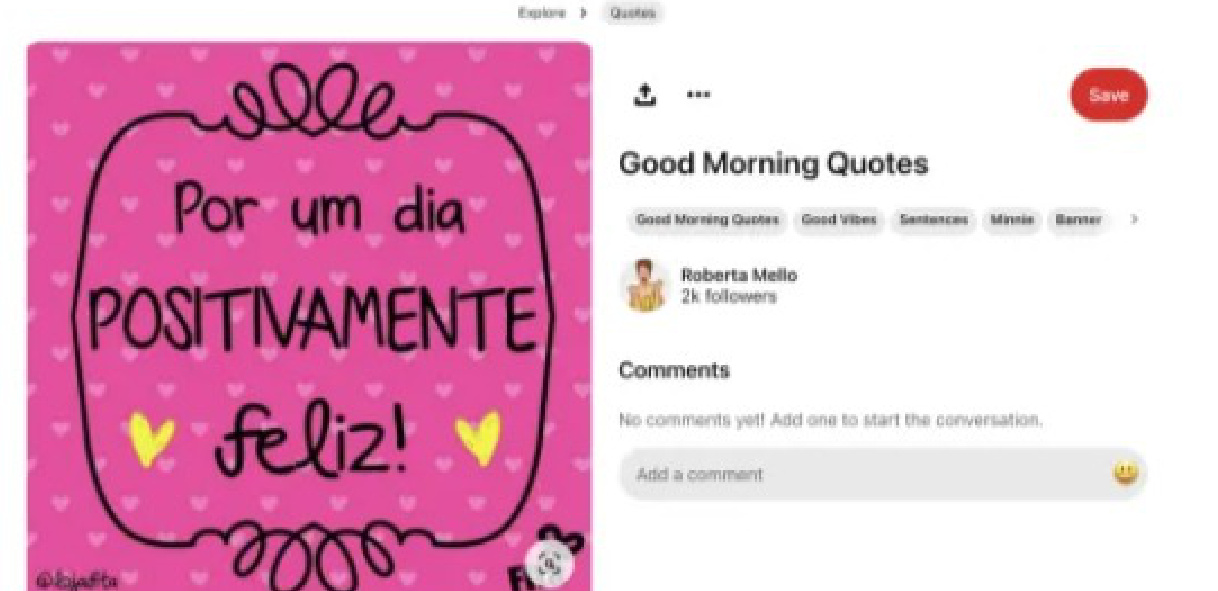 Explore > Quotes
Por um dia
POSITIVAMENTE
feliz!
Save
Good Morning Quotes
Good Morning Quotes Good Vibes Sentences Minnie Banner >
Roberta Mello
2k followers
Comments
No comments yet! Add one to start the conversation.
Add a comment